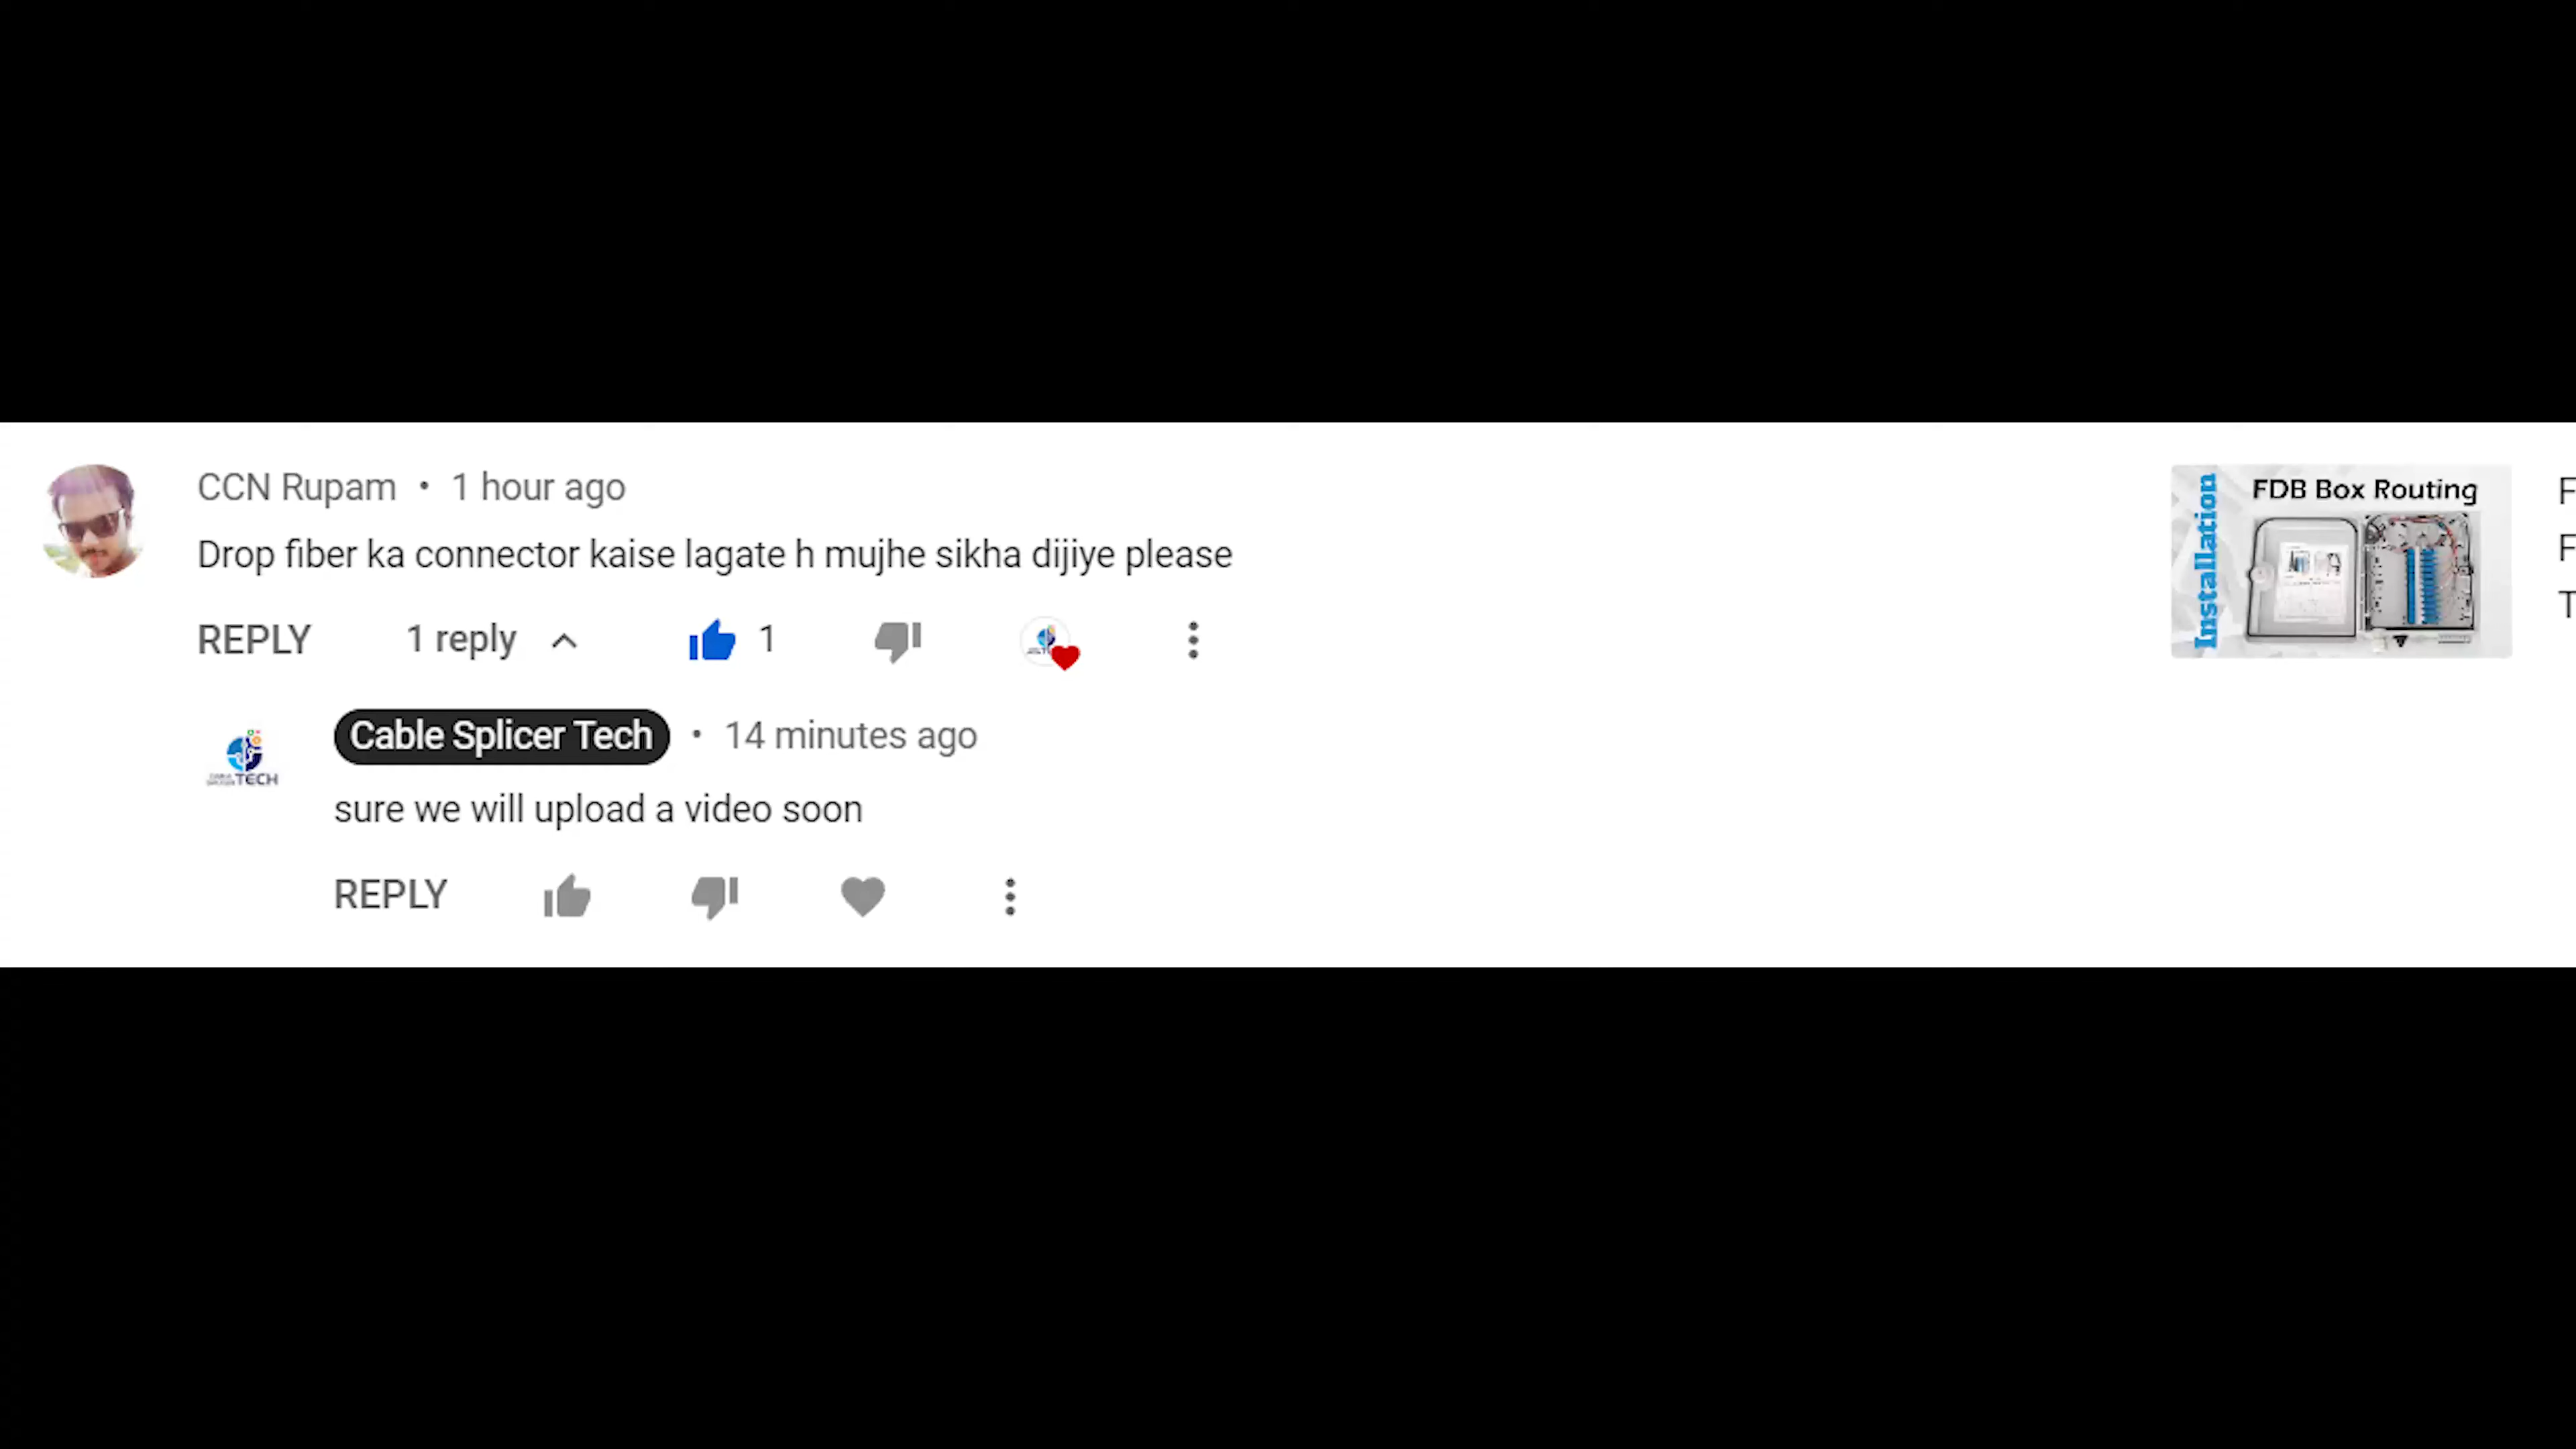 CCN Rupam • 1 hour ago
Drop fiber ka connector kaise lagate h mujhe sikha dijiye please
REPLY 1 reply 1
Cable Splicer Tech • 14 minutes ago
TECH
sure we will upload a video soon
REPLY
Installation
FDB Box Routing
F
F
T